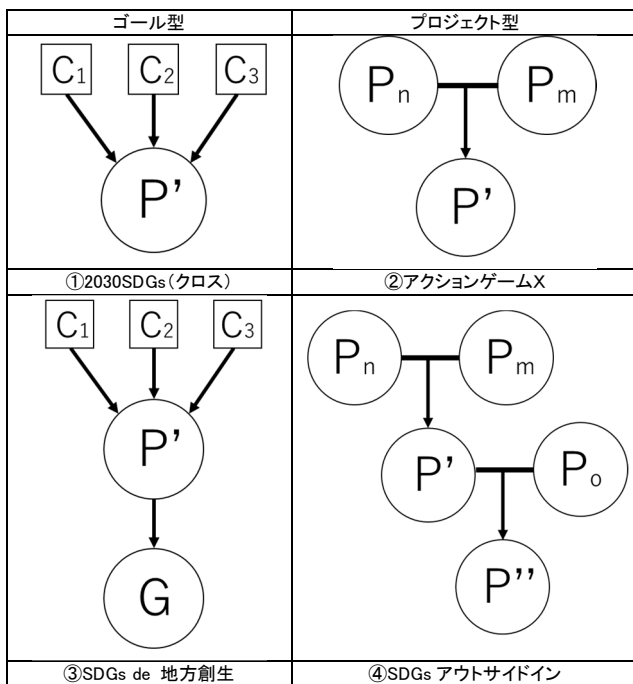 ゴール型
プロジェクト型
C1 C2 C3
P'
Pn Pm
P'
①2030SDGs(クロス)
②アクションゲームX
C1 C2 C3
P'
G
Pn Pm
P' Po
P''
③SDGs de 地方創生
④SDGs アウトサイドイン